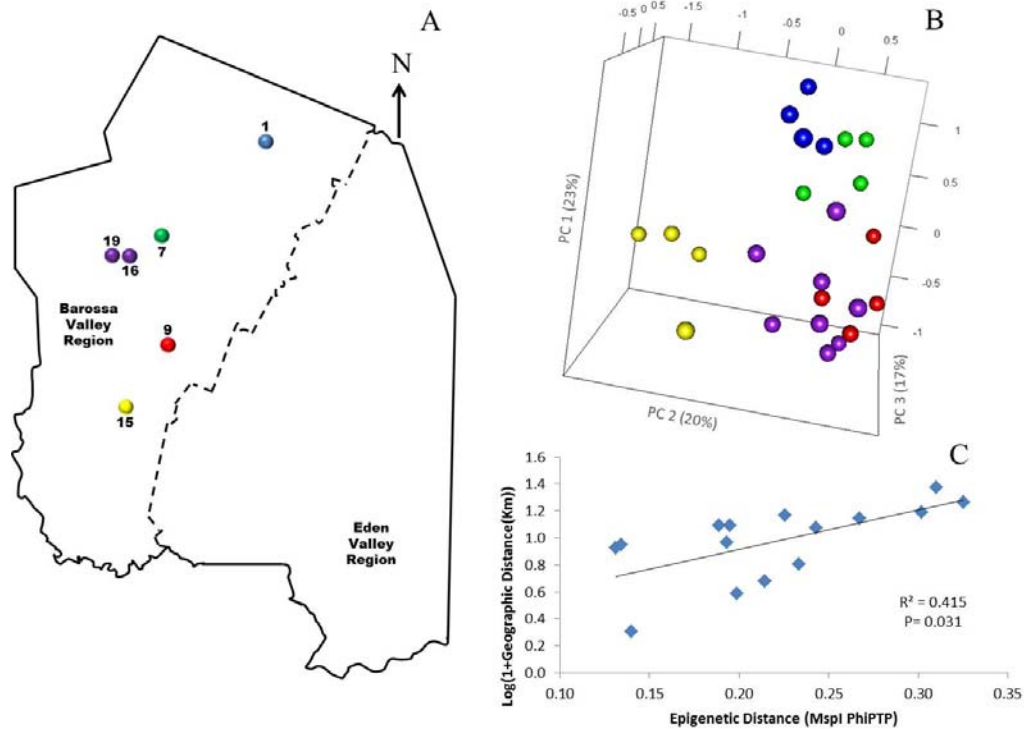 A
N
1
7
19
16
Barossa
Valley
Region
9
15
Eden
Valley
Region
B
-0.5 0 0.5 -1.5 -1 -0.5 0 0.5
1
0.5
0
-0.5
-1
PC 1 (23%)
PC 2 (20%)
PC 3 (17%)
C
Log(1+Geographic Distance(Km))
1.6
1.4
1.2
1.0
0.8
0.6
0.4
0.2
0.0
R² = 0.415
P= 0.031
0.10 0.15 0.20 0.25 0.30 0.35
Epigenetic Distance (MspI PhiPTP)